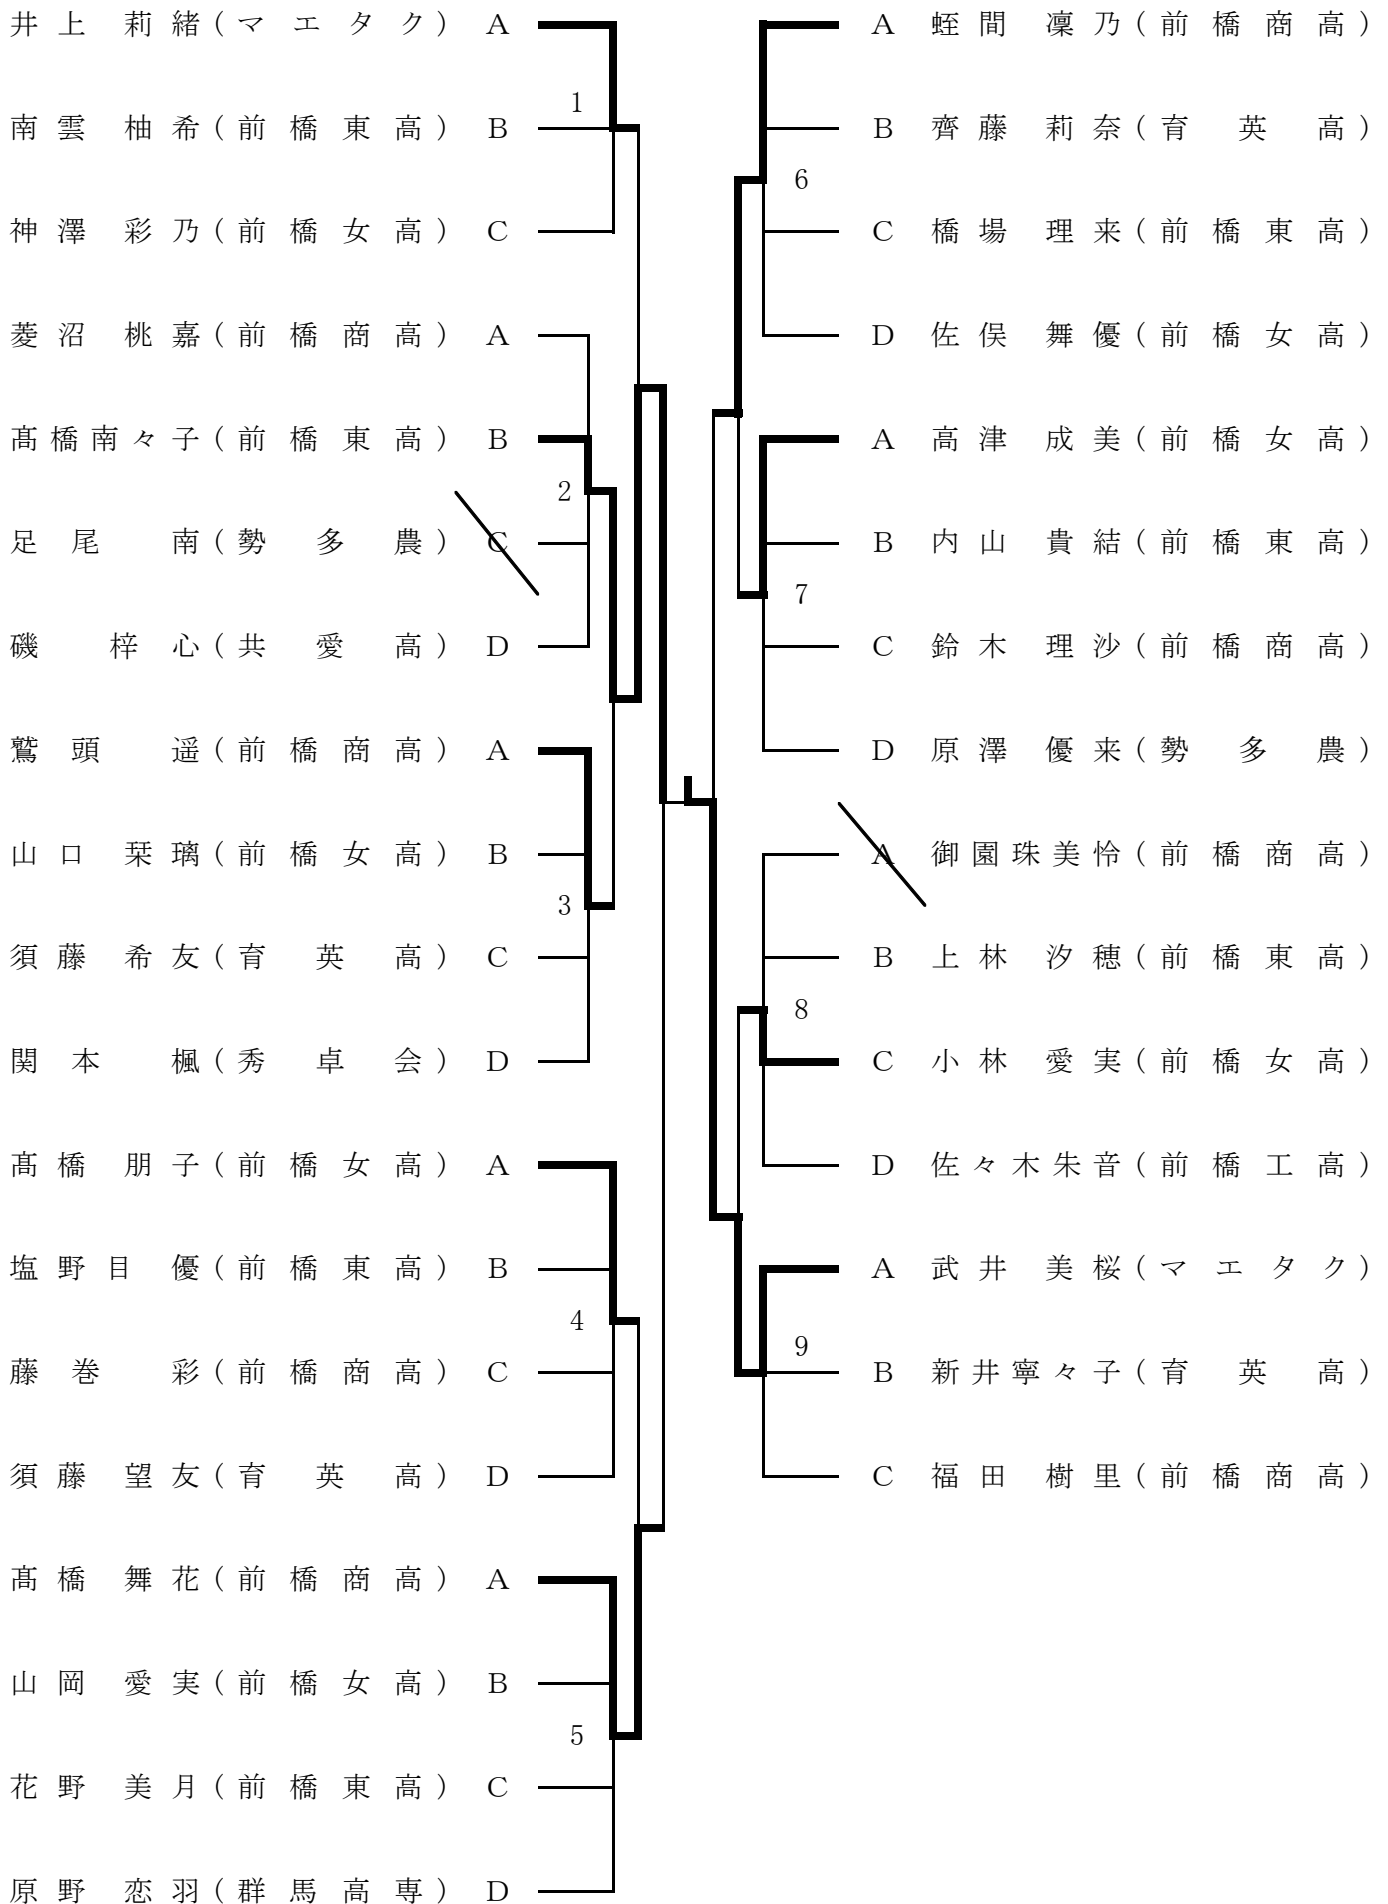 井上 莉緒(マエタク) A
1
南雲 柚希(前橋東高) B
神澤 彩乃(前橋女高) C
菱沼 桃嘉(前橋商高) A
髙橋南々子(前橋東高) B
2
足尾 南(勢多農) C
磯 梓心(共愛高) D
鷲頭 遥(前橋商高) A
山口 栞璃(前橋女高) B
3
須藤 希友(育英高) C
関本 楓(秀卓会) D
髙橋 朋子(前橋女高) A
塩野目 優(前橋東高) B
4
藤巻 彩(前橋商高) C
須藤 望友(育英高) D
髙橋 舞花(前橋商高) A
山岡 愛実(前橋女高) B
5
花野 美月(前橋東高) C
原野 恋羽(群馬高専) D
A 蛭間 凜乃(前橋商高)
B 齊藤 莉奈(育英高)
6
C 橋場 理来(前橋東高)
D 佐俣 舞優(前橋女高)
A 高津 成美(前橋女高)
B 内山 貴結(前橋東高)
7
C 鈴木 理沙(前橋商高)
D 原澤 優来(勢多農)
A 御園珠美怜(前橋商高)
B 上林 汐穂(前橋東高)
8
C 小林 愛実(前橋女高)
D 佐々木朱音(前橋工高)
A 武井 美桜(マエタク)
9
B 新井寧々子(育英高)
C 福田 樹里(前橋商高)